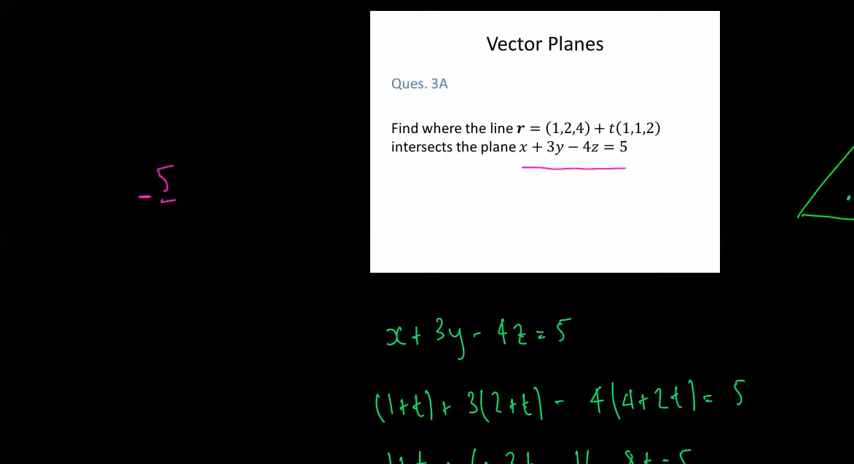 Vector Planes
Ques. 3A
Find where the line r = (1,2,4) + t(1,1,2)
intersects the plane x + 3y − 4z = 5
- 5
x + 3y - 4z = 5
(1+t) + 3(2+t) - 4(4+2t) = 5